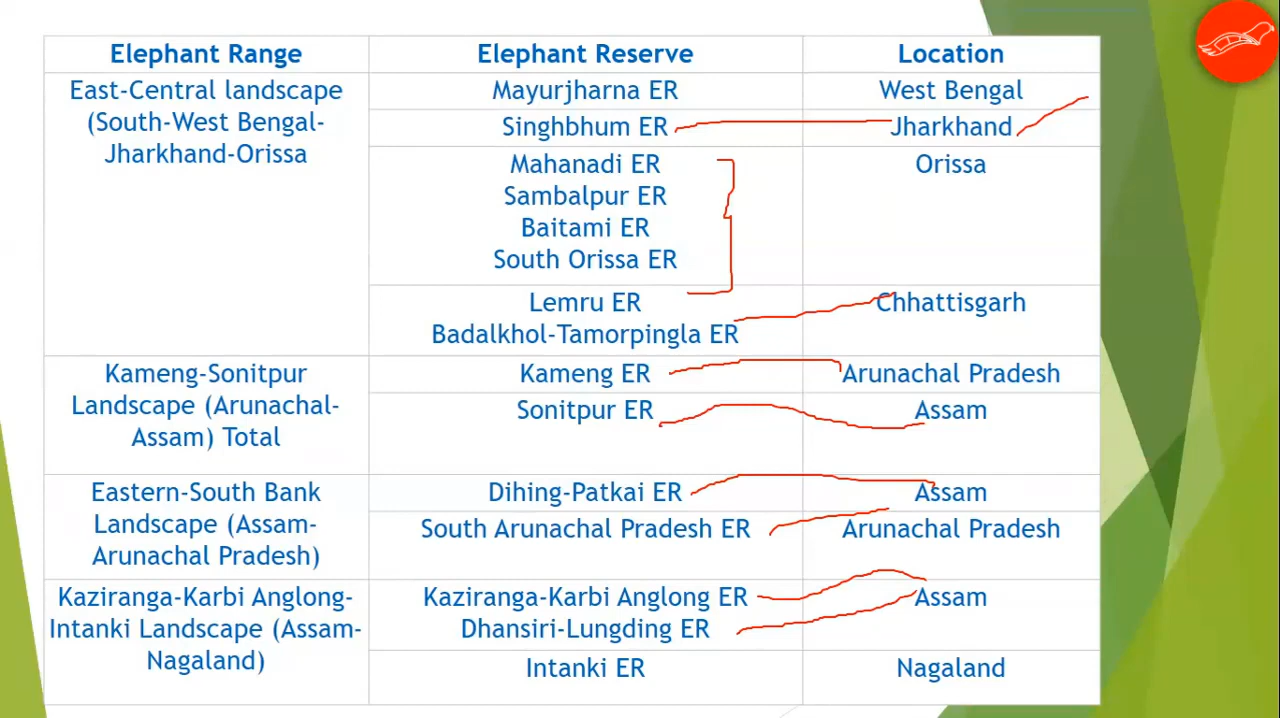 Elephant Range Elephant Reserve Location
East-Central landscape
(South-West Bengal-
Jharkhand-Orissa
Mayurjharna ER West Bengal
Singhbhum ER Jharkhand
Mahanadi ER Orissa
Sambalpur ER
Baitami ER
South Orissa ER
Lemru ER Chhattisgarh
Badalkhol-Tamorpingla ER
Kameng-Sonitpur
Landscape (Arunachal-
Assam) Total
Kameng ER Arunachal Pradesh
Sonitpur ER Assam
Eastern-South Bank
Landscape (Assam-
Arunachal Pradesh)
Dihing-Patkai ER Assam
South Arunachal Pradesh ER Arunachal Pradesh
Kaziranga-Karbi Anglong-
Intanki Landscape (Assam-
Nagaland)
Kaziranga-Karbi Anglong ER Assam
Dhansiri-Lungding ER
Intanki ER Nagaland